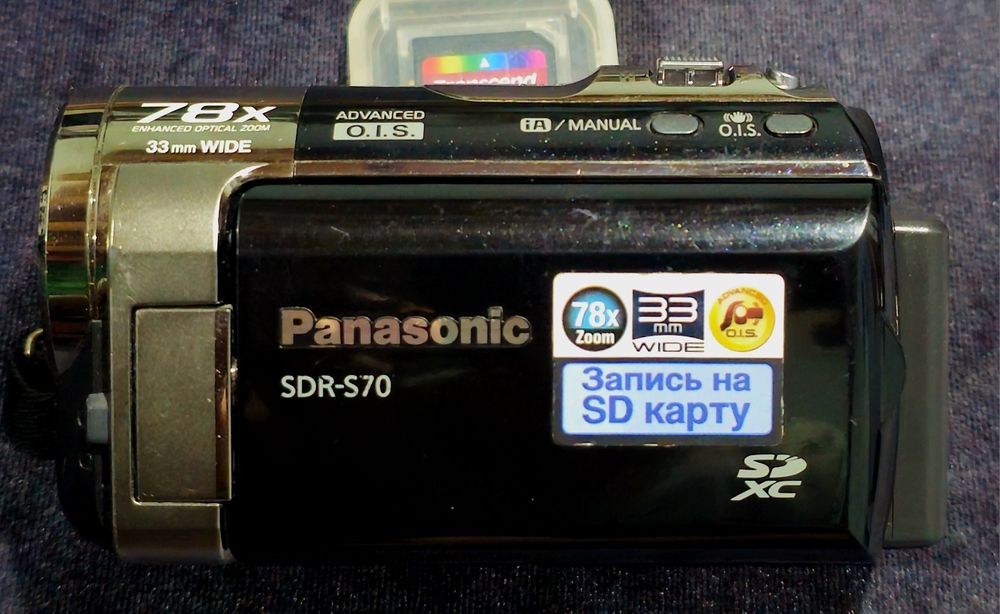 Transcend
78x
ENHANCED OPTICAL ZOOM
33mm WIDE
ADVANCED
O.I.S.
iA / MANUAL
O.I.S.
Panasonic
SDR-S70
78x
Zoom
33
mm
WIDE
ADVANCED
O.I.S.
Запись на
SD карту
SD
XC